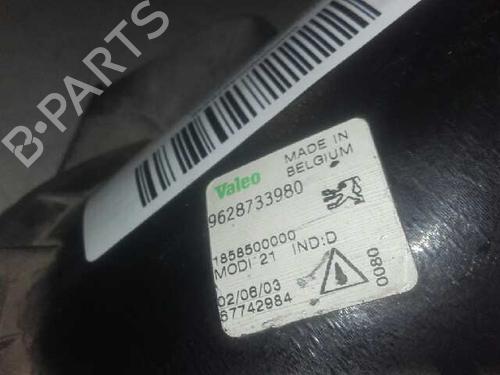 B-PARTS
Valeo
MADE IN
BELGIUM
9628733980
1858500000
MODI 21 IND:D
02/06/03
67742984
0080